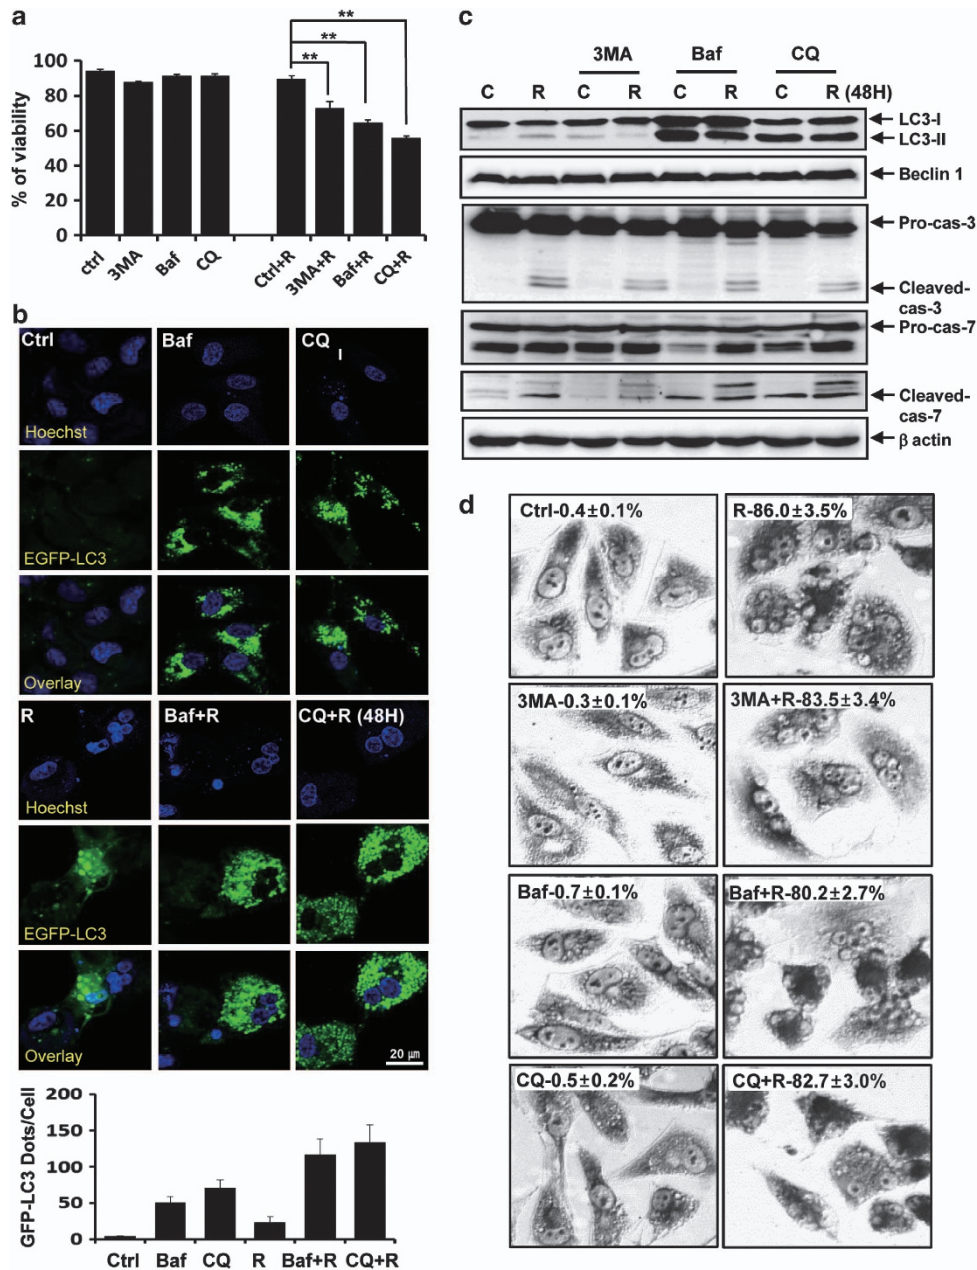 a
% of viability
100
80
60
40
20
0
**
**
**
ctrl
3MA
Baf
CQ
Ctrl+R
3MA+R
Baf+R
CQ+R
b
Ctrl
Baf
CQ
Hoechst
EGFP-LC3
Overlay
R
Baf+R
CQ+R (48H)
Hoechst
EGFP-LC3
Overlay
20 µm
GFP-LC3 Dots/Cell
200
150
100
50
0
Ctrl
Baf
CQ
R
Baf+R
CQ+R
c
3MA Baf CQ
C R C R C R C R (48H)
LC3-I
LC3-II
Beclin 1
Pro-cas-3
Cleaved-
cas-3
Pro-cas-7
Cleaved-
cas-7
β actin
d
Ctrl-0.4±0.1%
R-86.0±3.5%
3MA-0.3±0.1%
3MA+R-83.5±3.4%
Baf-0.7±0.1%
Baf+R-80.2±2.7%
CQ-0.5±0.2%
CQ+R-82.7±3.0%